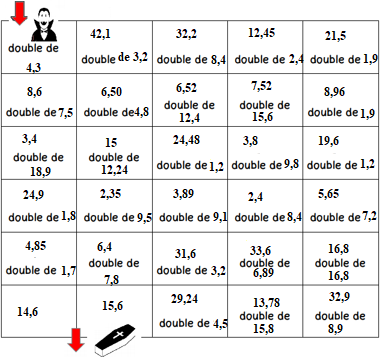 double de
4,3
42,1
double de 3,2
32,2
double de 8,4
12,45
double de 2,4
21,5
double de 1,9
8,6
double de 7,5
6,50
double de4,8
6,52
double de
12,4
7,52
double de
15,6
8,96
double de 1,9
3,4
double de
18,9
15
double de
12,24
24,48
double de 1,2
3,8
double de 9,8
19,6
double de 1,2
24,9
double de 1,8
2,35
double de 9,5
3,89
double de 9,1
2,4
double de 8,4
5,65
double de 7,2
4,85
double de 1,7
6,4
double de
7,8
31,6
double de 3,2
33,6
double de
6,89
16,8
double de
16,8
14,6
15,6
29,24
double de 4,5
13,78
double de
15,8
32,9
double de
8,9